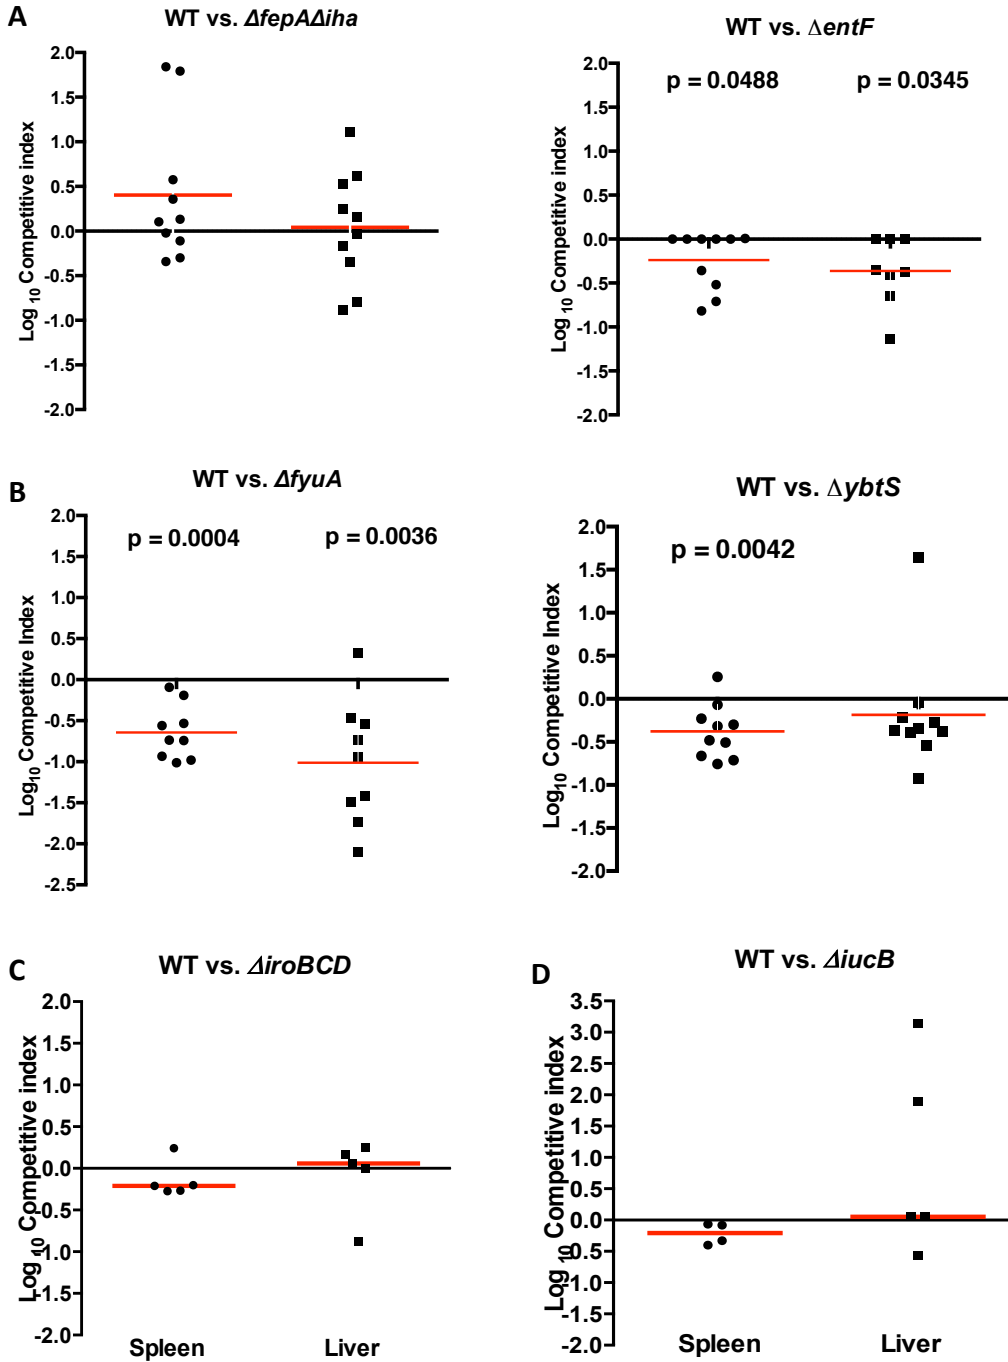 A
WT vs. ΔfepAΔiha
2.0
1.5
1.0
0.5
0.0
-0.5
-1.0
-1.5
-2.0
Log 10 Competitive index
WT vs. ΔentF
p = 0.0488
p = 0.0345
2.0
1.5
1.0
0.5
0.0
-0.5
-1.0
-1.5
-2.0
Log 10 Competitive index
B
WT vs. ΔfyuA
p = 0.0004
p = 0.0036
2.0
1.5
1.0
0.5
0.0
-0.5
-1.0
-1.5
-2.0
-2.5
Log10 Competitive Index
WT vs. ΔybtS
p = 0.0042
2.0
1.5
1.0
0.5
0.0
-0.5
-1.0
-1.5
-2.0
Log10 Competitive Index
C
WT vs. ΔiroBCD
2.0
1.5
1.0
0.5
0.0
-0.5
-1.0
-1.5
-2.0
Log 10 Competitive index
Spleen
Liver
D
WT vs. ΔiucB
3.5
3.0
2.5
2.0
1.5
1.0
0.5
0.0
-0.5
-1.0
-1.5
-2.0
Log 10 Competitive index
Spleen
Liver